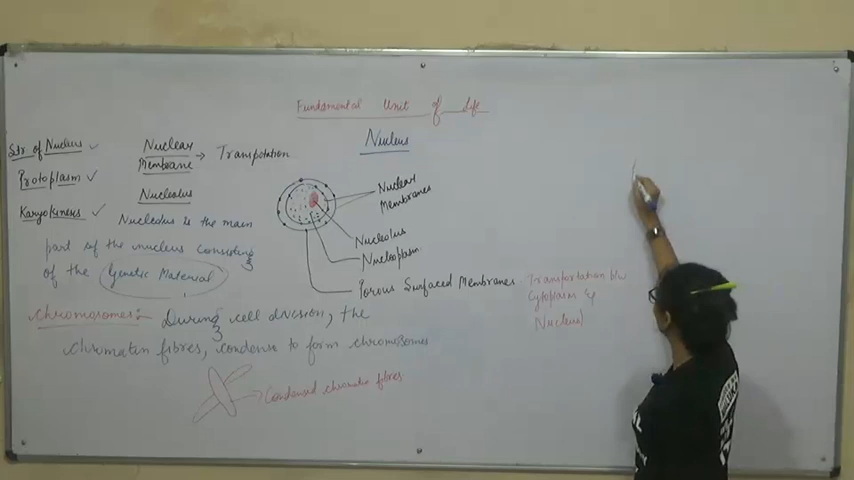 Fundamental Unit of Life
Nucleus
Str of Nucleus
Protoplasm
Karyokinesis
Nuclear
Membrane → Transpotation
Nucleolus
Nucleolus is the main
part of the nucleus consisting
of the Genetic Material
Nuclear
Membranes
Nucleolus
Nucleoplasm
Porous Surfaced Membranes
Transportation b/w
Cytoplasm &
Nucleus
Chromosomes:- During cell division, the
chromatin fibres, condense to form chromosomes
Condensed chromatin fibres